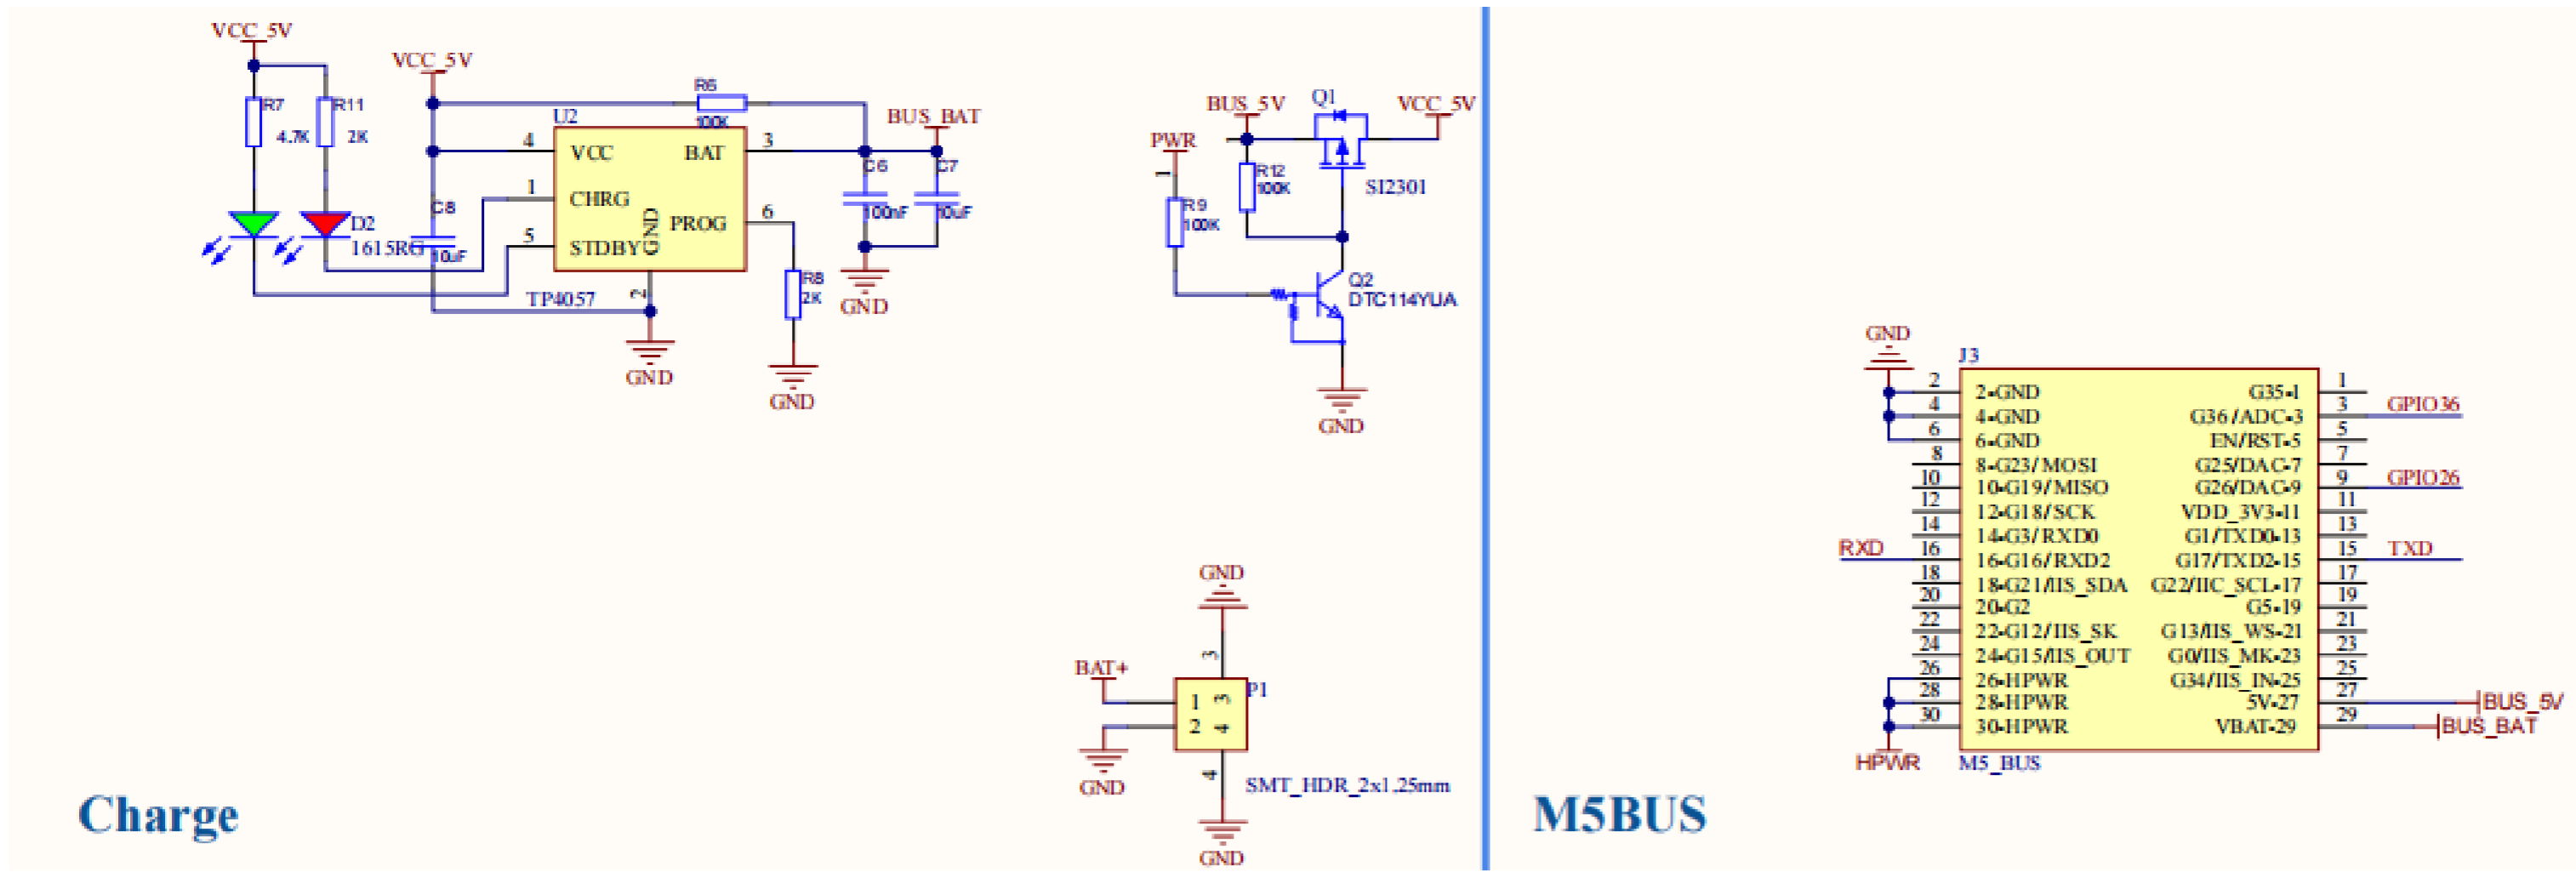 VCC_5V
R7
4.7K
R11
2K
D2
1615RG
VCC_5V
C8
10uF
R6
100K
U2
4
VCC
BAT
3
1
CHRG
5
STDBY
GND
2
PROG
6
TP4057
GND
R8
2K
GND
BUS_BAT
C6
100nF
C7
10uF
GND
PWR
1
R9
100K
BUS_5V
R12
100K
Q1
SI2301
VCC_5V
Q2
DTC114YUA
GND
GND
3
BAT+
P1
1
3
2
4
GND
4
SMT_HDR_2x1.25mm
GND
Charge
GND
J3
2
2-GND
G35-1
1
4
4-GND
G36/ADC-3
3
GPIO36
6
6-GND
EN/RST-5
5
8
8-G23/MOSI
G25/DAC-7
7
10
10-G19/MISO
G26/DAC-9
9
GPIO26
12
12-G18/SCK
VDD_3V3-11
11
14
14-G3/RXD0
G1/TXD0-13
13
RXD
16
16-G16/RXD2
G17/TXD2-15
15
TXD
18
18-G21/IIS_SDA
G22/IIC_SCL-17
17
20
20-G2
G5-19
19
22
22-G12/IIS_SK
G13/IIS_WS-21
21
24
24-G15/IIS_OUT
G0/IIS_MK-23
23
26
26-HPWR
G34/IIS_IN-25
25
28
28-HPWR
5V-27
27
BUS_5V
30
30-HPWR
VBAT-29
29
BUS_BAT
HPWR
M5_BUS
M5BUS